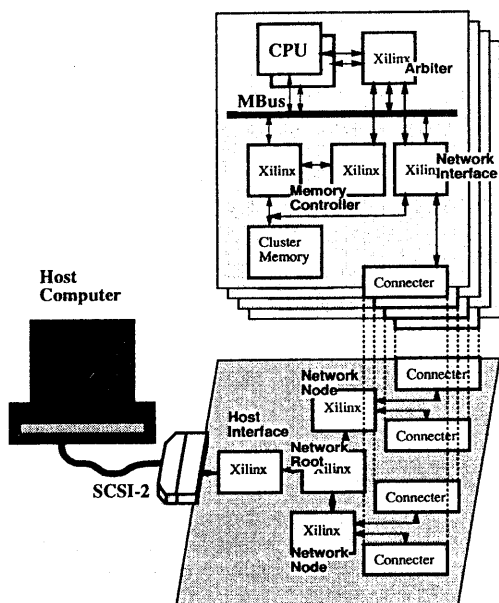 CPU
Xilinx
Arbiter
MBus
Xilinx
Xilinx
Xilinx
Network
Interface
Memory
Controller
Cluster
Memory
Connecter
Host
Computer
Connecter
Network
Node
Xilinx
Connecter
Host
Interface
Network
Root
Xilinx
Xilinx
SCSI-2
Connecter
Xilinx
Network
Node
Connecter